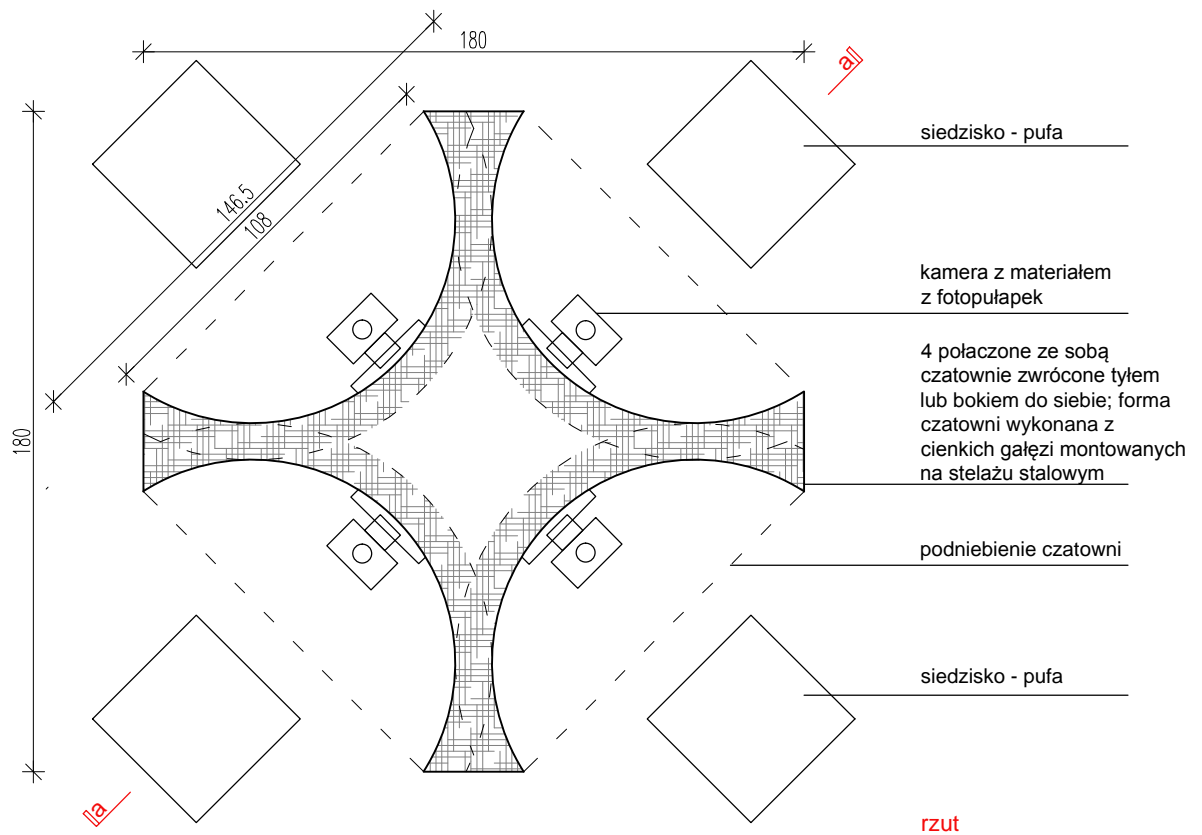 180
a
siedzisko - pufa
146.5
108
kamera z materiałem
z fotopułapek
4 połaczone ze sobą
czatownie zwrócone tyłem
lub bokiem do siebie; forma
czatowni wykonana z
cienkich gałęzi montowanych
na stelażu stalowym
180
podniebienie czatowni
siedzisko - pufa
a
rzut